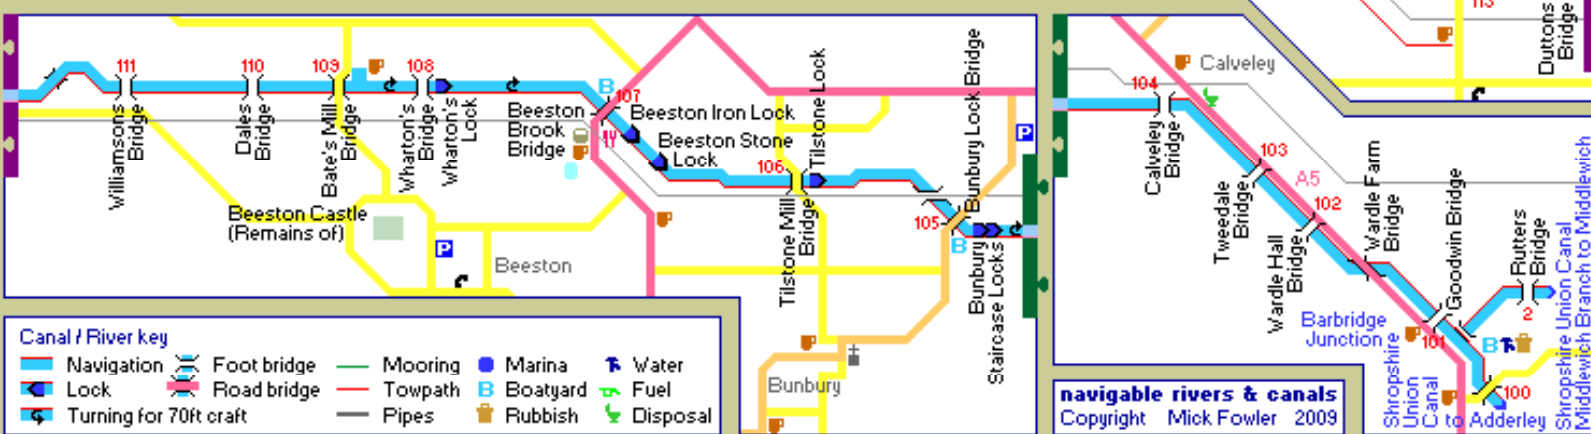 111
110
109
108
Williamsons
Bridge
Dales
Bridge
Bate's Mill
Bridge
Wharton's
Bridge
Wharton's
Lock
B
107
Beeston
Brook
Bridge
Beeston Iron Lock
Beeston Stone
Lock
106
Tilstone Lock
Tilstone Mill
Bridge
Bunbury Lock Bridge
P
105
B
Bunbury
Staircase Locks
Beeston Castle
(Remains of)
P
Beeston
Bunbury
Canal / River key
Navigation
Foot bridge
Mooring
Marina
Water
Lock
Road bridge
Towpath
B
Boatyard
Fuel
Turning for 70ft craft
Pipes
Rubbish
Disposal
104
Calveley
Calveley
Bridge
103
Tweedale
Bridge
A5
102
Wardle Hall
Bridge
Wardle Farm
Bridge
Goodwin Bridge
101
Barbridge
Junction
Rutters
Bridge
2
B
100
Shropshire
Union
Canal
to Adderley
Shropshire Union Canal
Middlewich Branch to Middlewich
113
Duttons
Bridge
navigable rivers & canals
Copyright Mick Fowler 2009